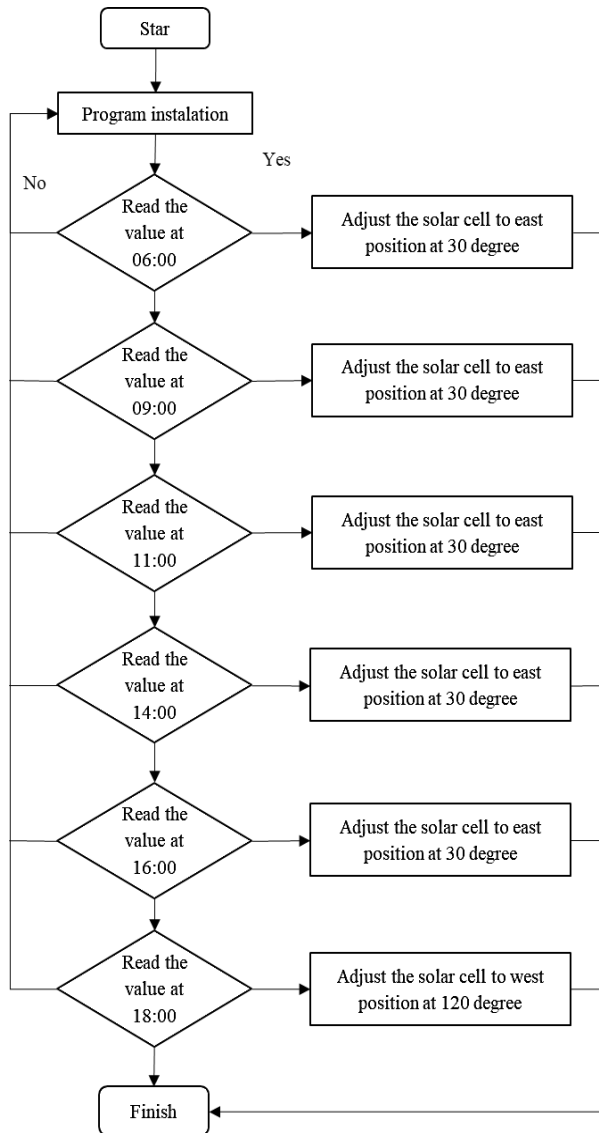 Star
Program instalation
Yes
No
Read the
value at
06:00
Adjust the solar cell to east
position at 30 degree
Read the
value at
09:00
Adjust the solar cell to east
position at 30 degree
Read the
value at
11:00
Adjust the solar cell to east
position at 30 degree
Read the
value at
14:00
Adjust the solar cell to east
position at 30 degree
Read the
value at
16:00
Adjust the solar cell to east
position at 30 degree
Read the
value at
18:00
Adjust the solar cell to west
position at 120 degree
Finish